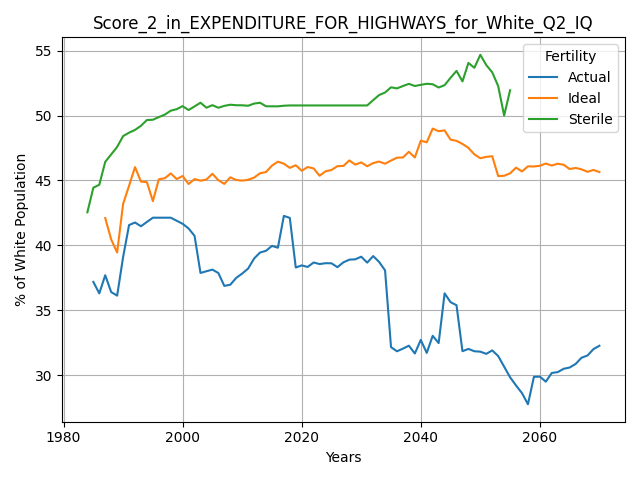 Score_2_in_EXPENDITURE_FOR_HIGHWAYS_for_White_Q2_IQ
Fertility
Actual
Ideal
Sterile
% of White Population
55
50
45
40
35
30
1980
2000
2020
2040
2060
Years